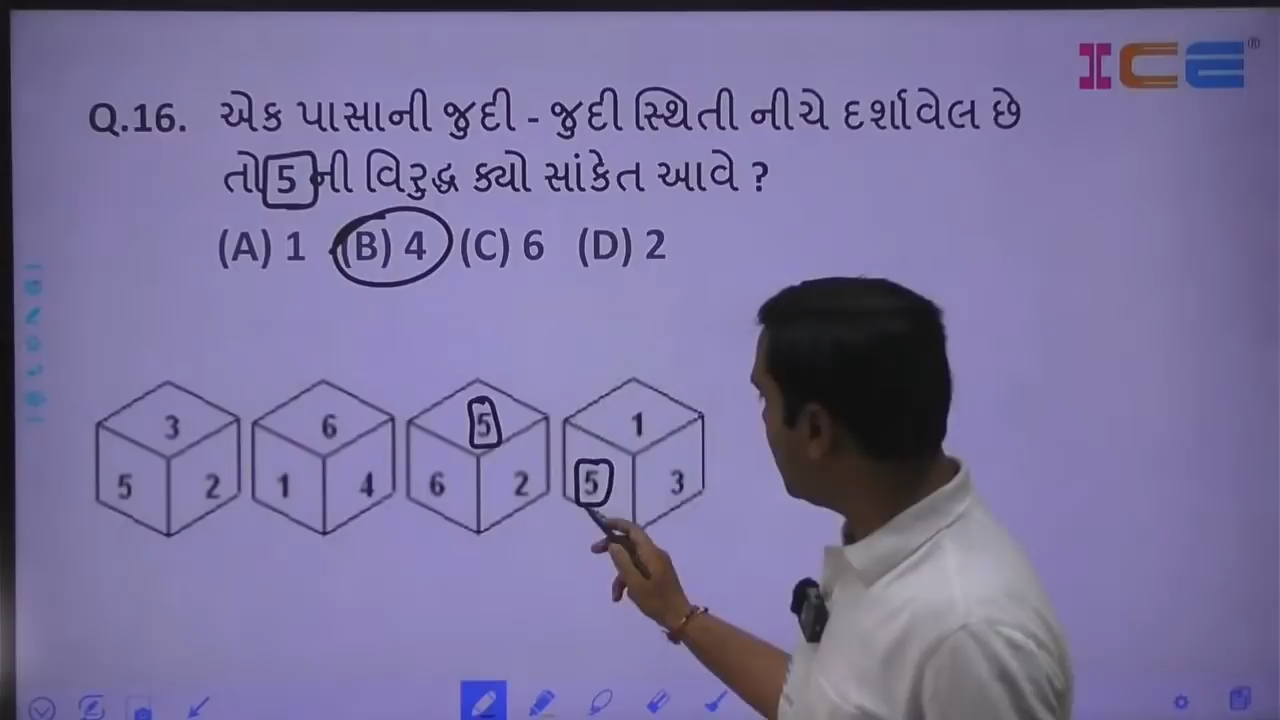 ICE®
Q.16. એક પાસાની જુદી - જુદી સ્થિતી નીચે દર્શાવેલ છે
તો 5 ની વિરુદ્ધ ક્યો સાંકેત આવે ?
(A) 1 (B) 4 (C) 6 (D) 2
3 6 5 1
5 2 1 4 6 2 5 3